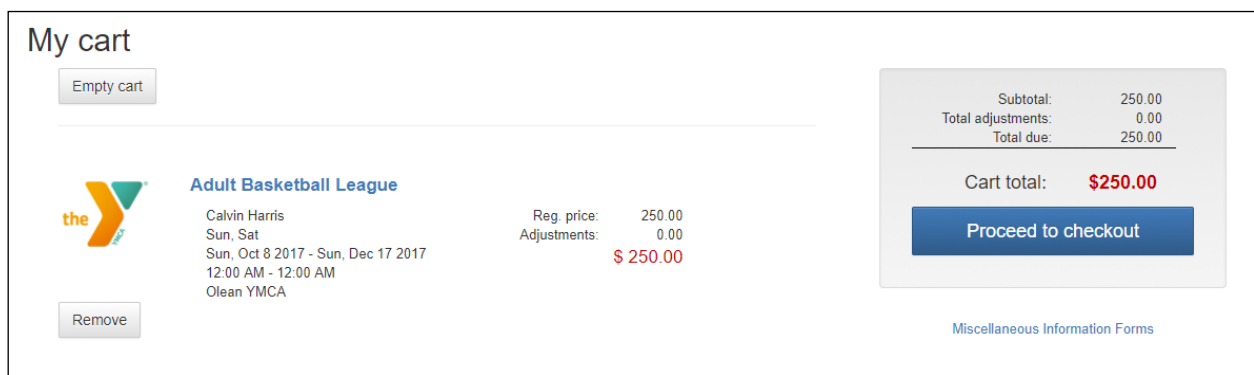 My cart
Empty cart
Subtotal: 250.00
Total adjustments: 0.00
Total due: 250.00
Cart total: $250.00
Proceed to checkout
Miscellaneous Information Forms
the YMCA
Adult Basketball League
Calvin Harris
Sun, Sat
Sun, Oct 8 2017 - Sun, Dec 17 2017
12:00 AM - 12:00 AM
Olean YMCA
Reg. price: 250.00
Adjustments: 0.00
$ 250.00
Remove